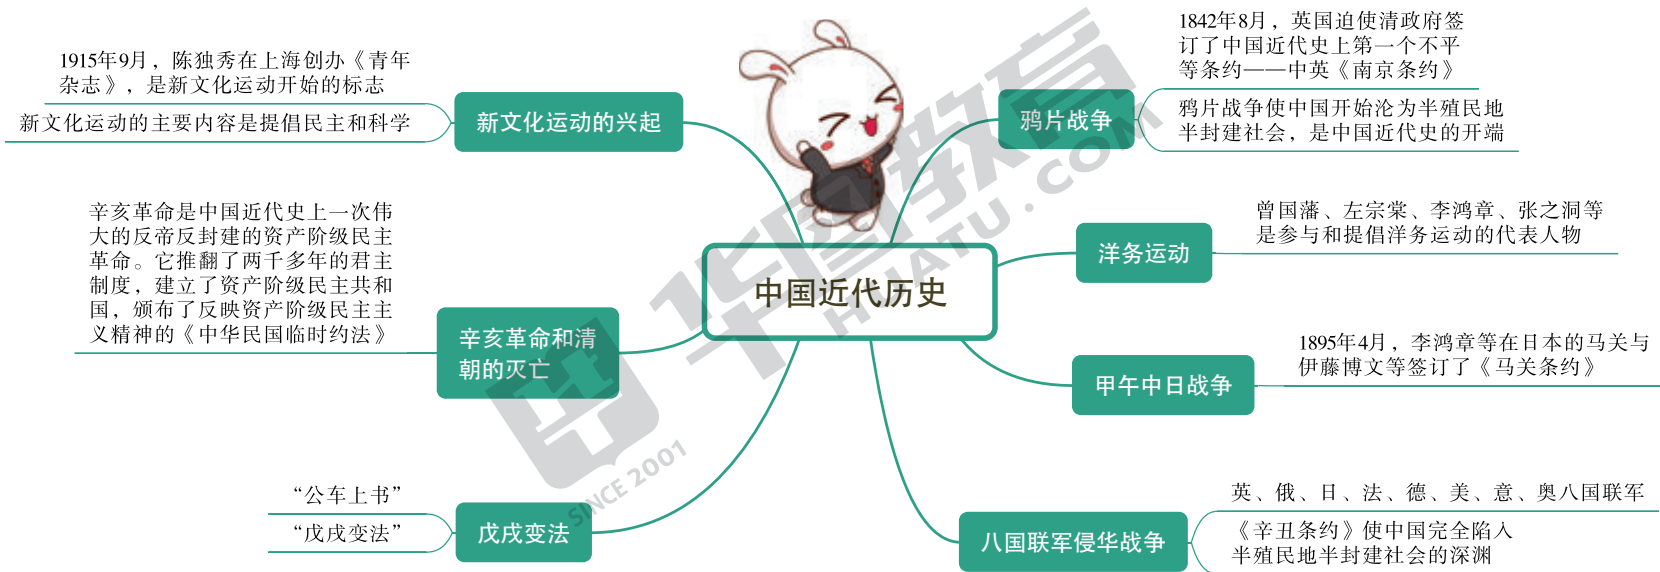 中国近代历史
鸦片战争
1842年8月，英国迫使清政府签
订了中国近代史上第一个不平
等条约——中英《南京条约》
鸦片战争使中国开始沦为半殖民地
半封建社会，是中国近代史的开端
洋务运动
曾国藩、左宗棠、李鸿章、张之洞等
是参与和提倡洋务运动的代表人物
甲午中日战争
1895年4月，李鸿章等在日本的马关与
伊藤博文等签订了《马关条约》
八国联军侵华战争
英、俄、日、法、德、美、意、奥八国联军
《辛丑条约》使中国完全陷入
半殖民地半封建社会的深渊
戊戌变法
“公车上书”
“戊戌变法”
辛亥革命和清
朝的灭亡
辛亥革命是中国近代史上一次伟
大的反帝反封建的资产阶级民主
革命。它推翻了两千多年的君主
制度，建立了资产阶级民主共和
国，颁布了反映资产阶级民主主
义精神的《中华民国临时约法》
新文化运动的兴起
1915年9月，陈独秀在上海创办《青年
杂志》，是新文化运动开始的标志
新文化运动的主要内容是提倡民主和科学
华图教育
HUATU.COM
SINCE 2001